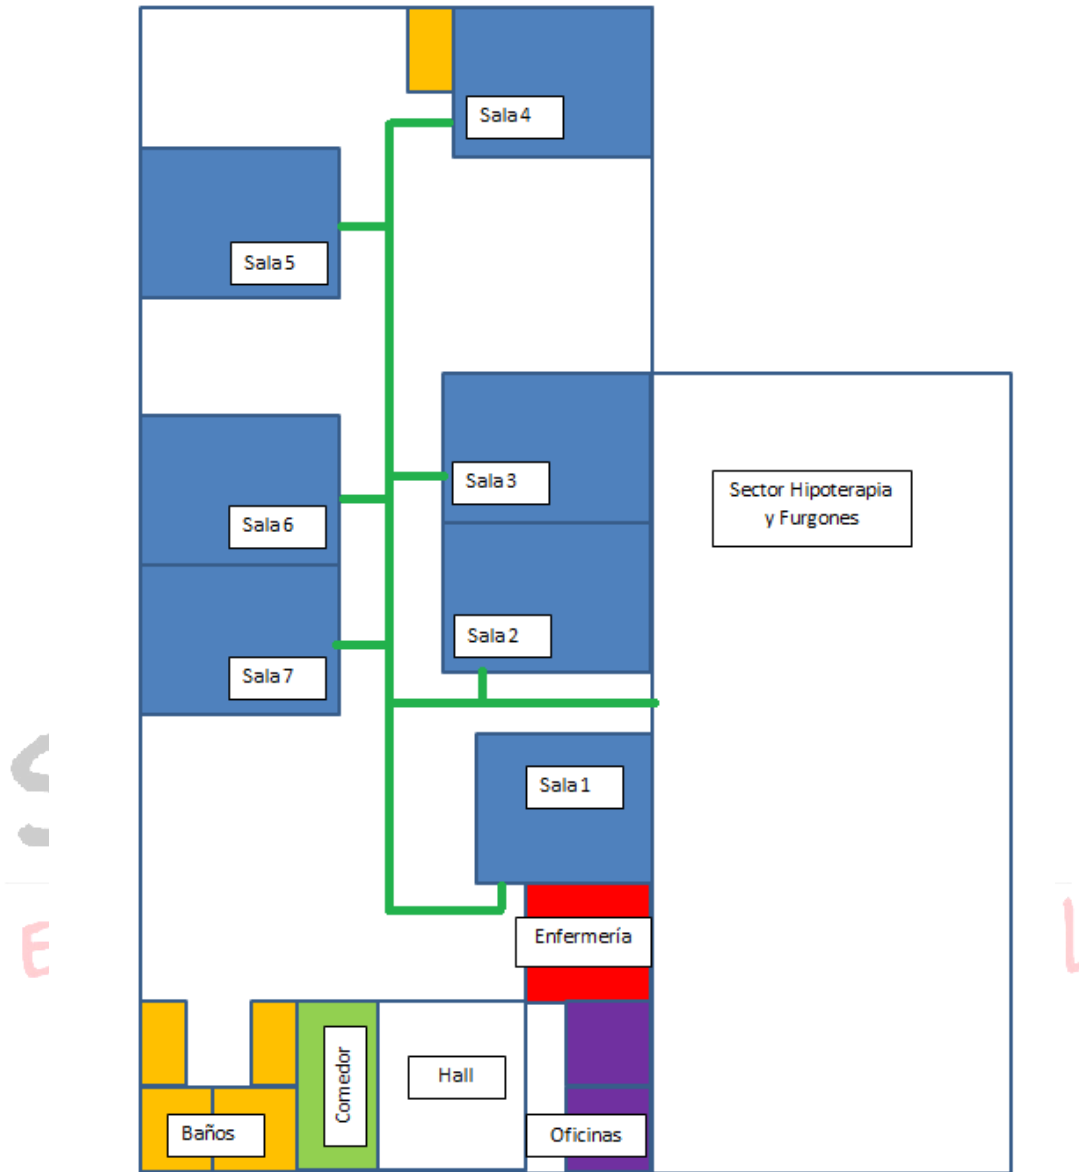 Sala 4
Sala 5
Sala 3
Sector Hipoterapia
y Furgones
Sala 6
Sala 2
Sala 7
Sala 1
Enfermería
Comedor
Hall
Baños
Oficinas